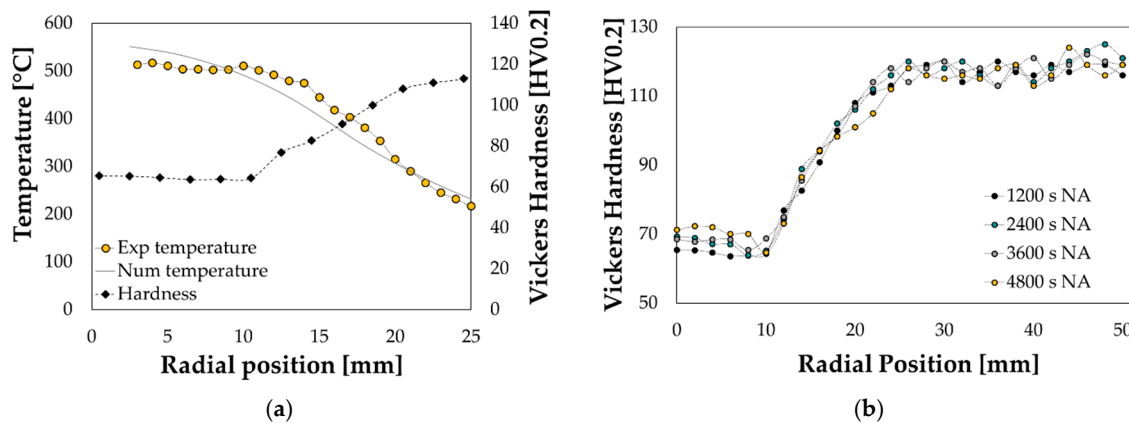 Temperature [°C]
600
500
400
300
200
100
0
Exp temperature
Num temperature
Hardness
140
120
100
80
60
40
20
0
Vickers Hardness [HV0.2]
0 5 10 15 20 25
Radial position [mm]
(a)
Vickers Hardness [HV0.2]
130
110
90
70
50
1200 s NA
2400 s NA
3600 s NA
4800 s NA
0 10 20 30 40 50
Radial Position [mm]
(b)